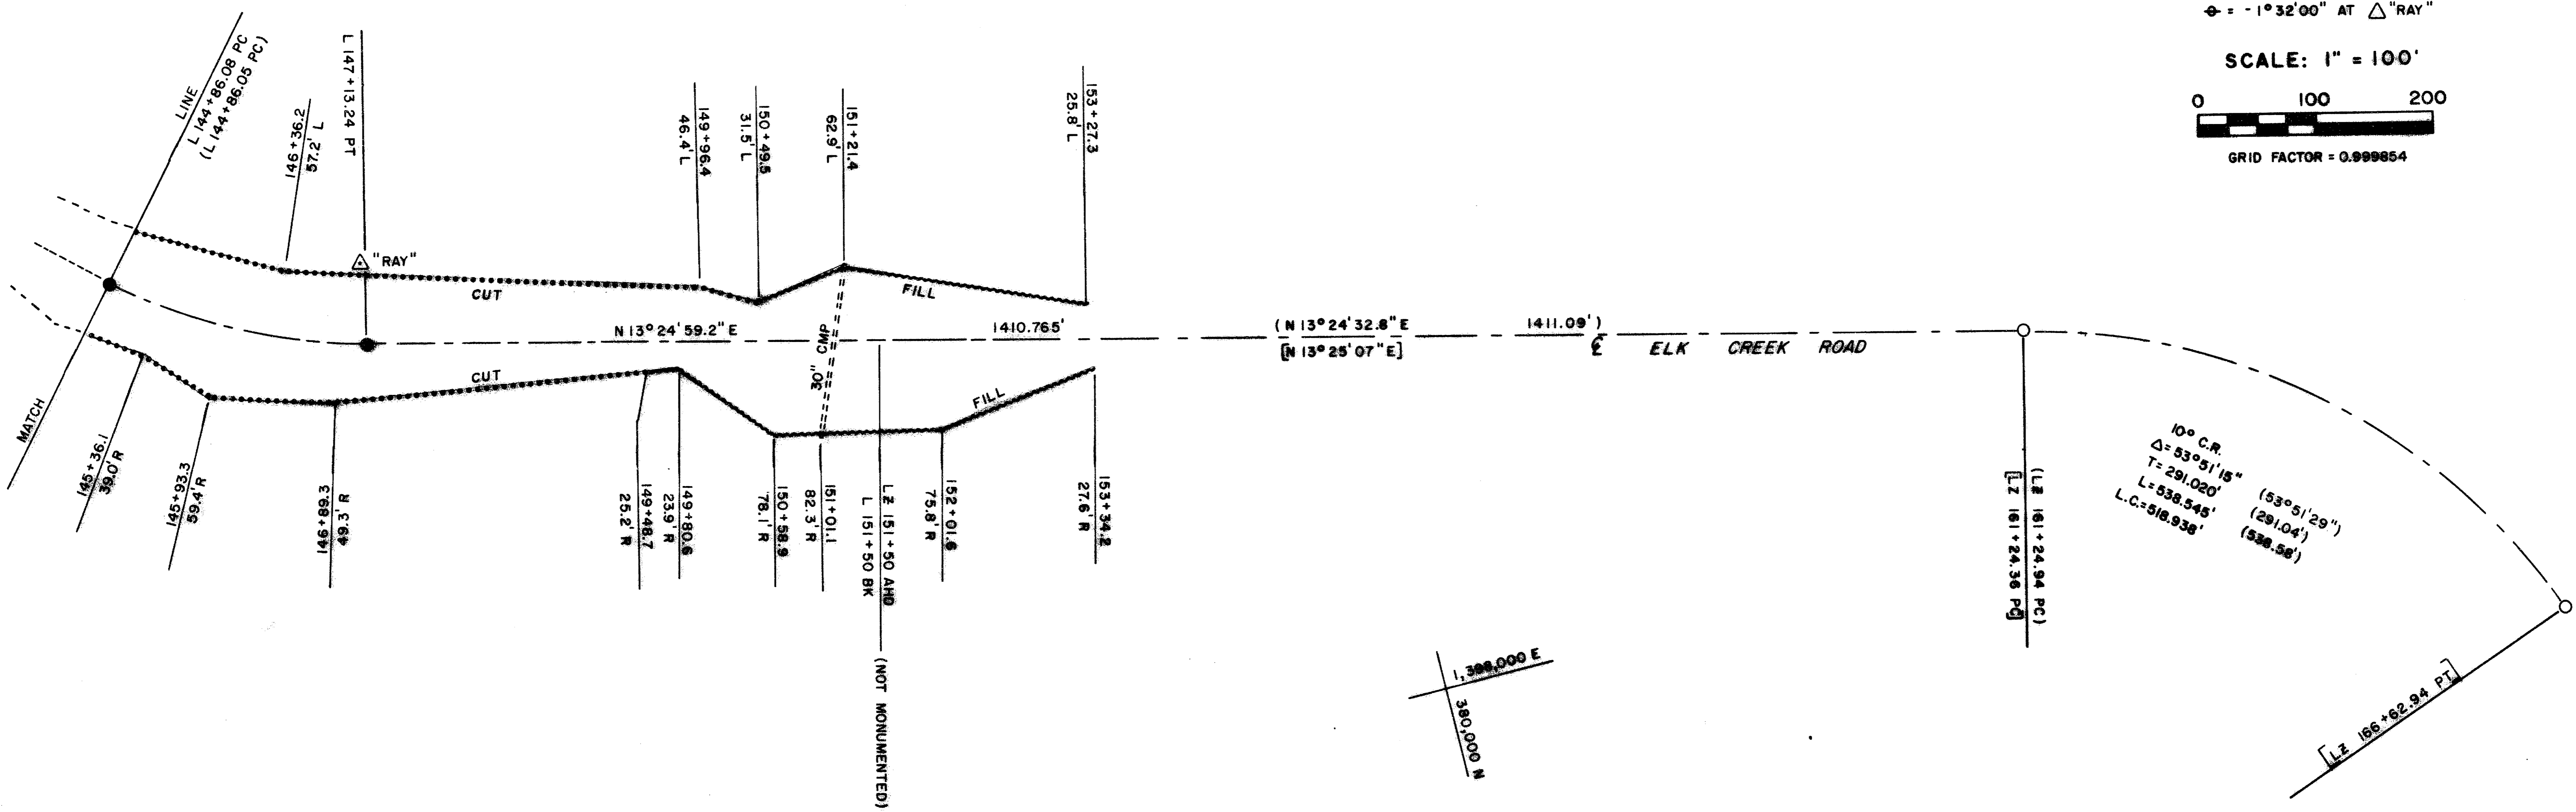 ⌽ = -1°32'00" AT △ "RAY"
SCALE: 1" = 100'
0 100 200
GRID FACTOR = 0.999854
LINE
L 144+86.08 PC
(L 144+86.05 PC)
MATCH
146+36.2
57.2' L
L 147+13.24 PT
"RAY"
149+96.4
46.4' L
150+49.5
31.5' L
151+21.4
62.9' L
153+27.3
25.8' L
CUT
FILL
N 13° 24' 59.2" E
1410.765'
(N 13° 24' 32.8" E
1411.09')
[N 13° 25' 07" E]
℄ ELK CREEK ROAD
30" CMP
CUT
FILL
145+36.1
39.0' R
145+93.3
59.4' R
146+89.3
49.3' R
149+48.7
25.2' R
149+80.6
23.9' R
150+58.9
78.1' R
151+01.1
82.3' R
LZ 151+50 AHD
L 151+50 BK
(NOT MONUMENTED)
152+01.6
75.8' R
153+34.2
27.6' R
(LZ 161+24.94 PC)
[LZ 161+24.36 PC]
10° C.R.
Δ= 53°51'15" (53°51'29")
T= 291.020' (291.04')
L= 538.545' (538.58')
L.C.= 518.938'
[LZ 166+62.94 PT]
1,398,000 E
380,000 N